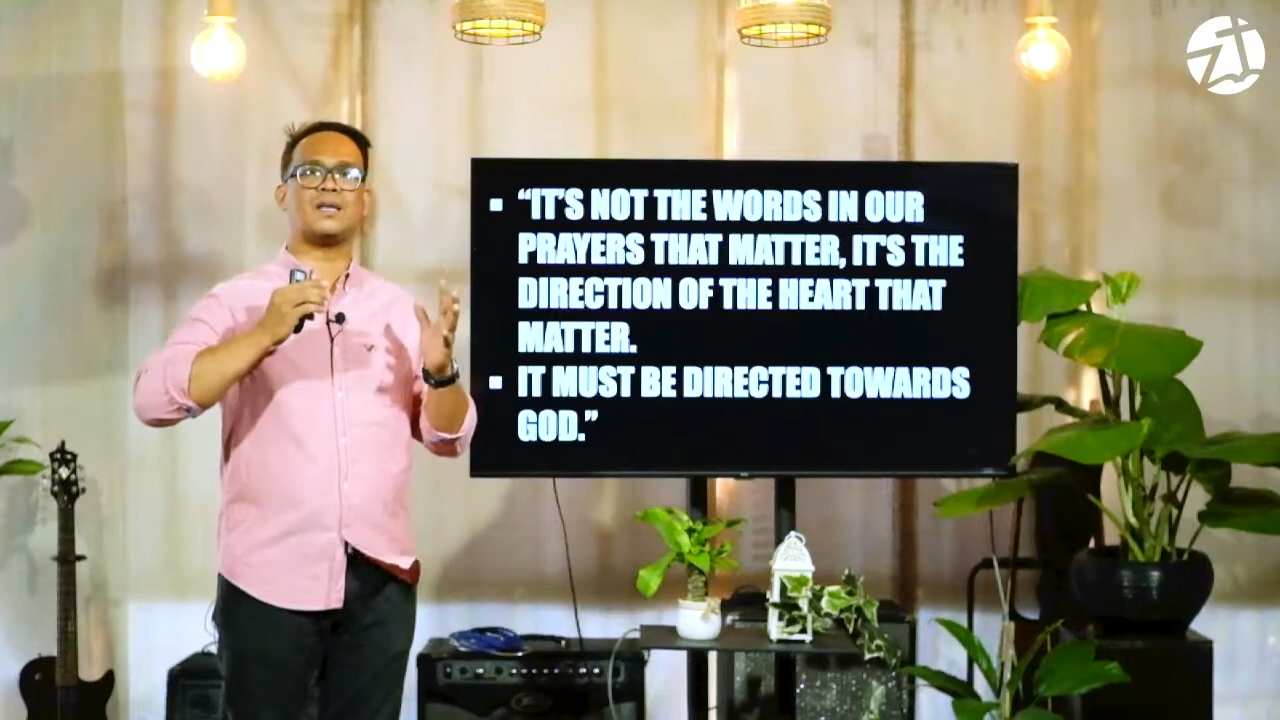 ▪ “IT'S NOT THE WORDS IN OUR
PRAYERS THAT MATTER, IT'S THE
DIRECTION OF THE HEART THAT
MATTER.
▪ IT MUST BE DIRECTED TOWARDS
GOD.”